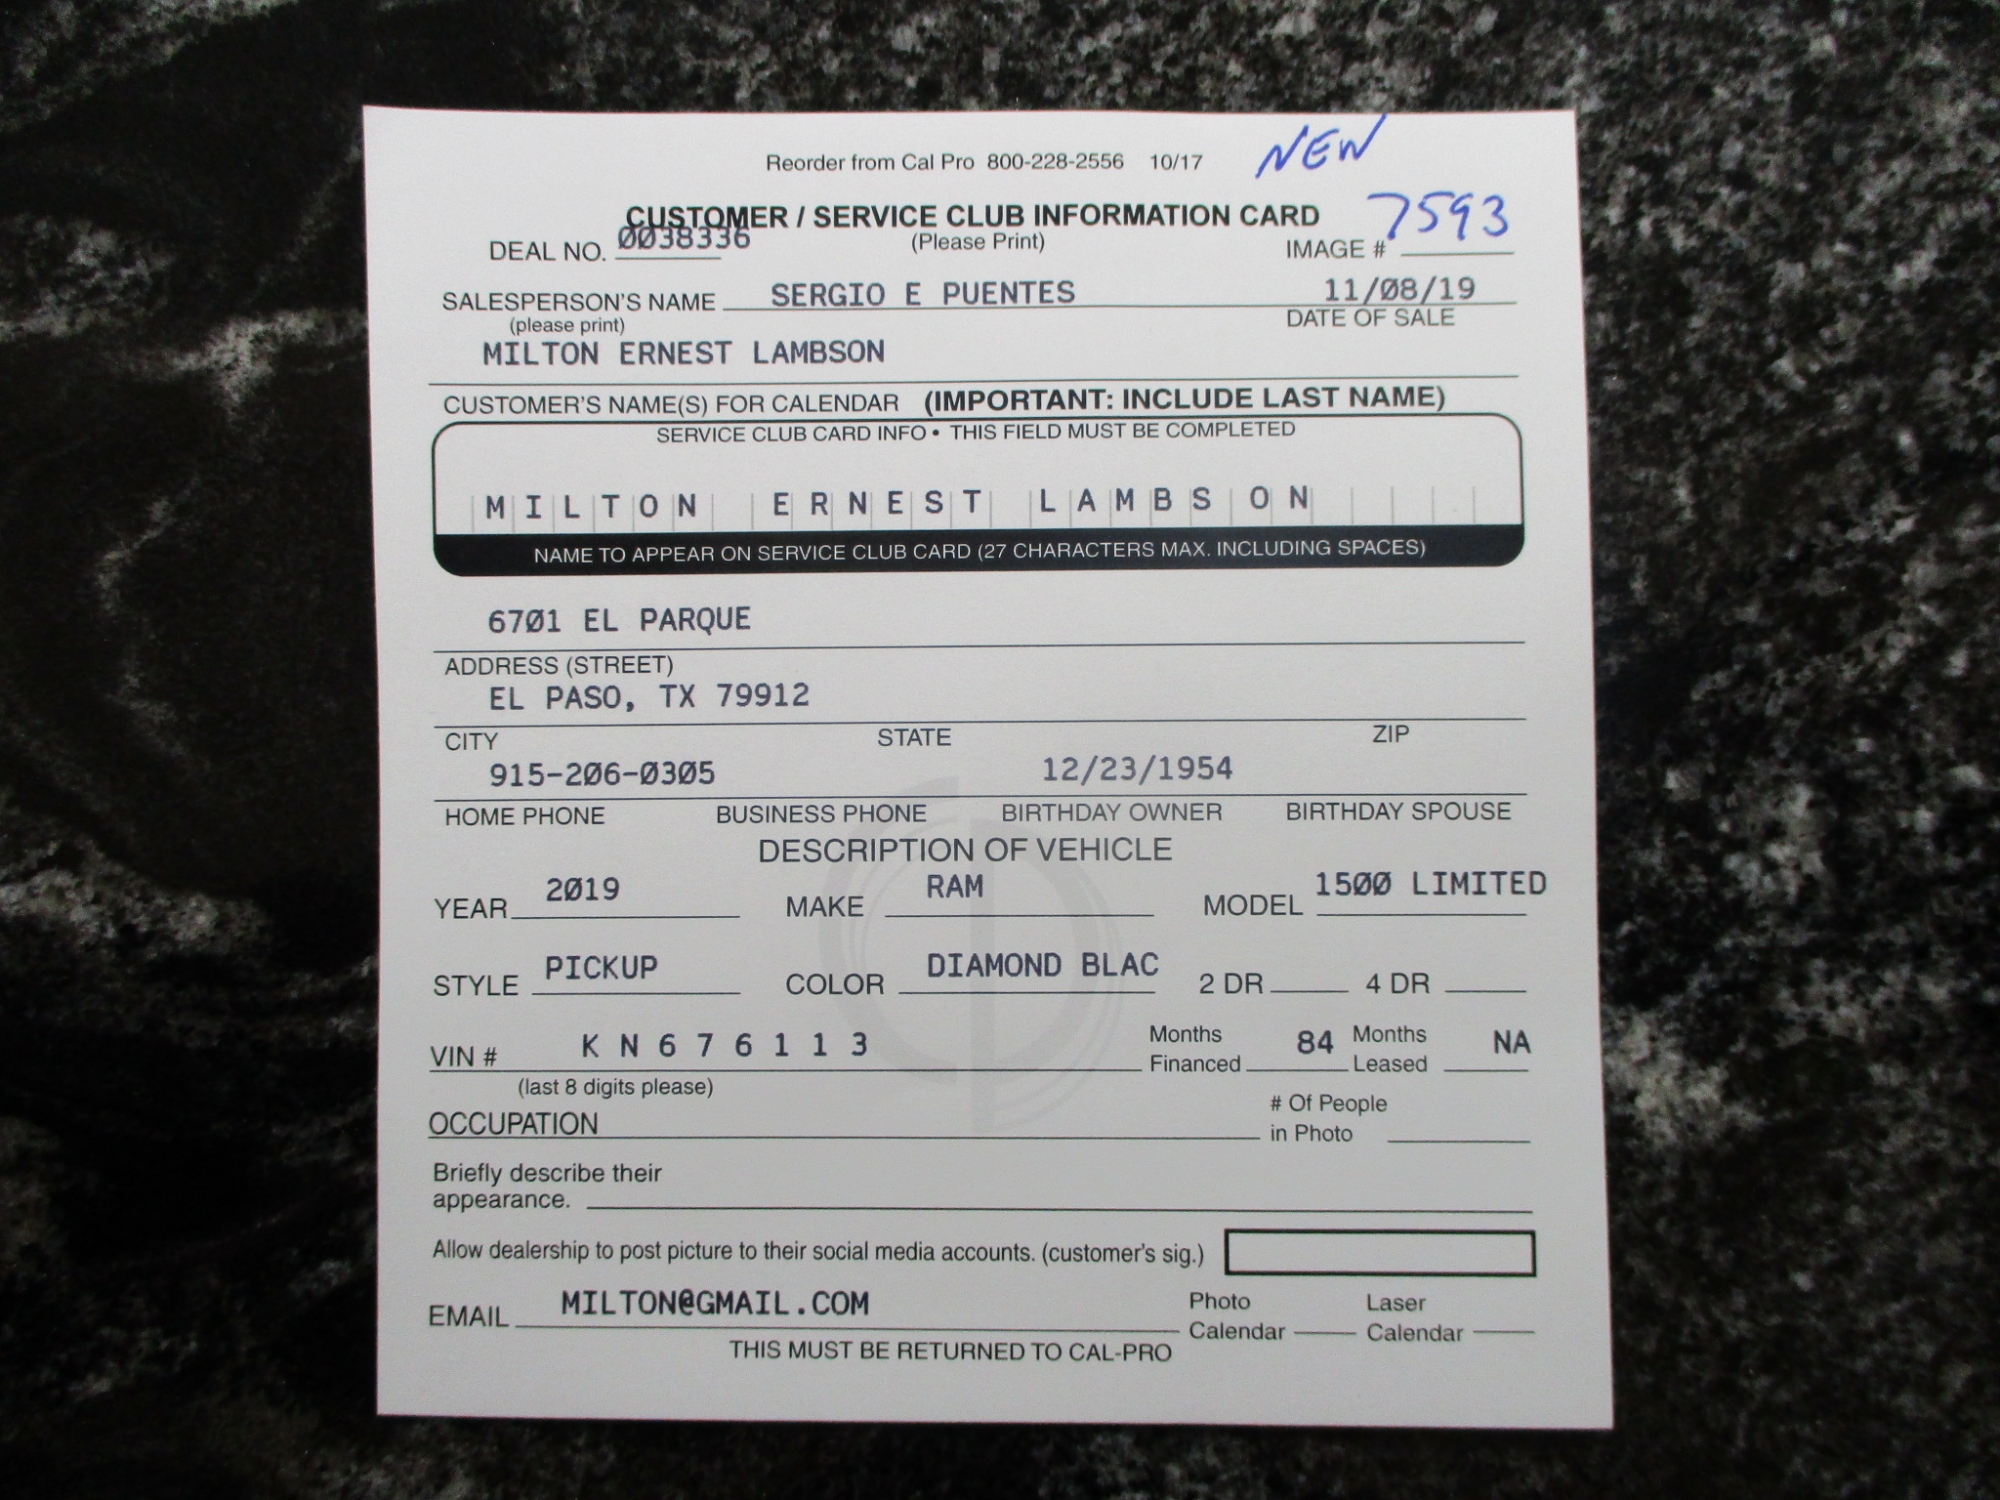 NEW
Reorder from Cal Pro 800-228-2556 10/17
CUSTOMER / SERVICE CLUB INFORMATION CARD
DEAL NO. 0038336 (Please Print) IMAGE # 7593
SALESPERSON'S NAME SERGIO E PUENTES 11/08/19
(please print) DATE OF SALE
MILTON ERNEST LAMBSON
CUSTOMER'S NAME(S) FOR CALENDAR (IMPORTANT: INCLUDE LAST NAME)
SERVICE CLUB CARD INFO • THIS FIELD MUST BE COMPLETED
MILTON ERNEST LAMBSON
NAME TO APPEAR ON SERVICE CLUB CARD (27 CHARACTERS MAX. INCLUDING SPACES)
6701 EL PARQUE
ADDRESS (STREET)
EL PASO, TX 79912
CITY STATE ZIP
915-206-0305 12/23/1954
HOME PHONE BUSINESS PHONE BIRTHDAY OWNER BIRTHDAY SPOUSE
DESCRIPTION OF VEHICLE
YEAR 2019 MAKE RAM MODEL 1500 LIMITED
STYLE PICKUP COLOR DIAMOND BLAC 2 DR 4 DR
VIN # K N 6 7 6 1 1 3 Months Financed 84 Months Leased NA
(last 8 digits please)
OCCUPATION # Of People in Photo
Briefly describe their
appearance.
Allow dealership to post picture to their social media accounts. (customer's sig.)
EMAIL MILTON@GMAIL.COM Photo Calendar Laser Calendar
THIS MUST BE RETURNED TO CAL-PRO